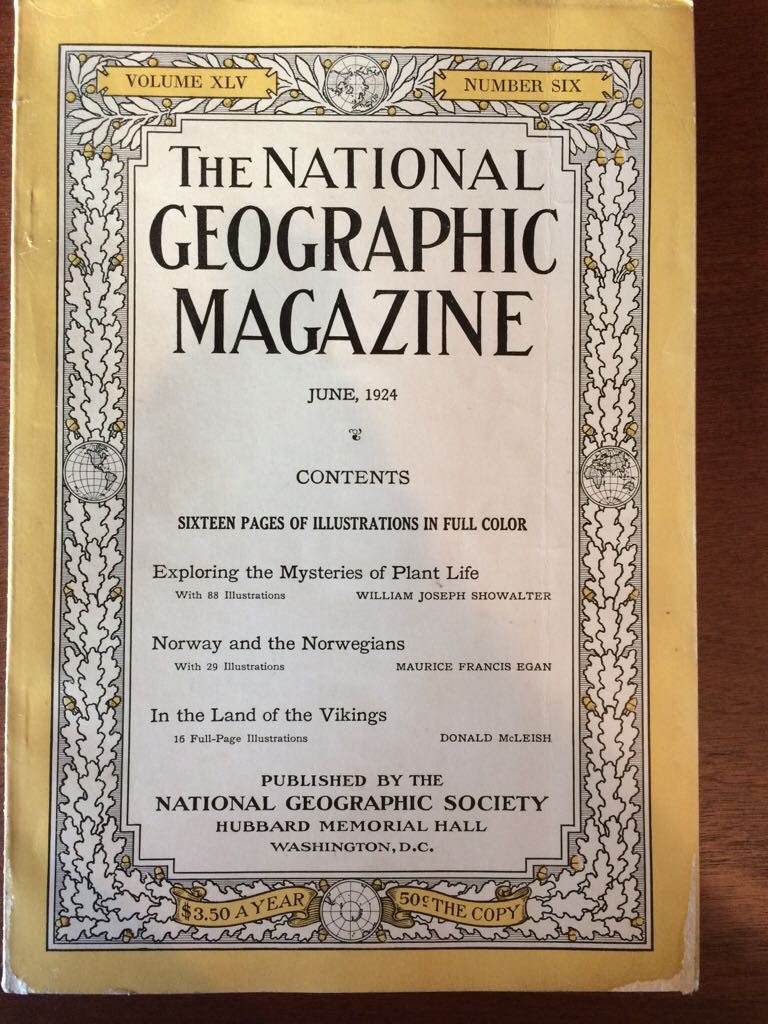 VOLUME XLV NUMBER SIX
THE NATIONAL
GEOGRAPHIC
MAGAZINE
JUNE, 1924
CONTENTS
SIXTEEN PAGES OF ILLUSTRATIONS IN FULL COLOR
Exploring the Mysteries of Plant Life
With 88 Illustrations WILLIAM JOSEPH SHOWALTER
Norway and the Norwegians
With 29 Illustrations MAURICE FRANCIS EGAN
In the Land of the Vikings
16 Full-Page Illustrations DONALD McLEISH
PUBLISHED BY THE
NATIONAL GEOGRAPHIC SOCIETY
HUBBARD MEMORIAL HALL
WASHINGTON, D.C.
$3.50 A YEAR 50¢ THE COPY